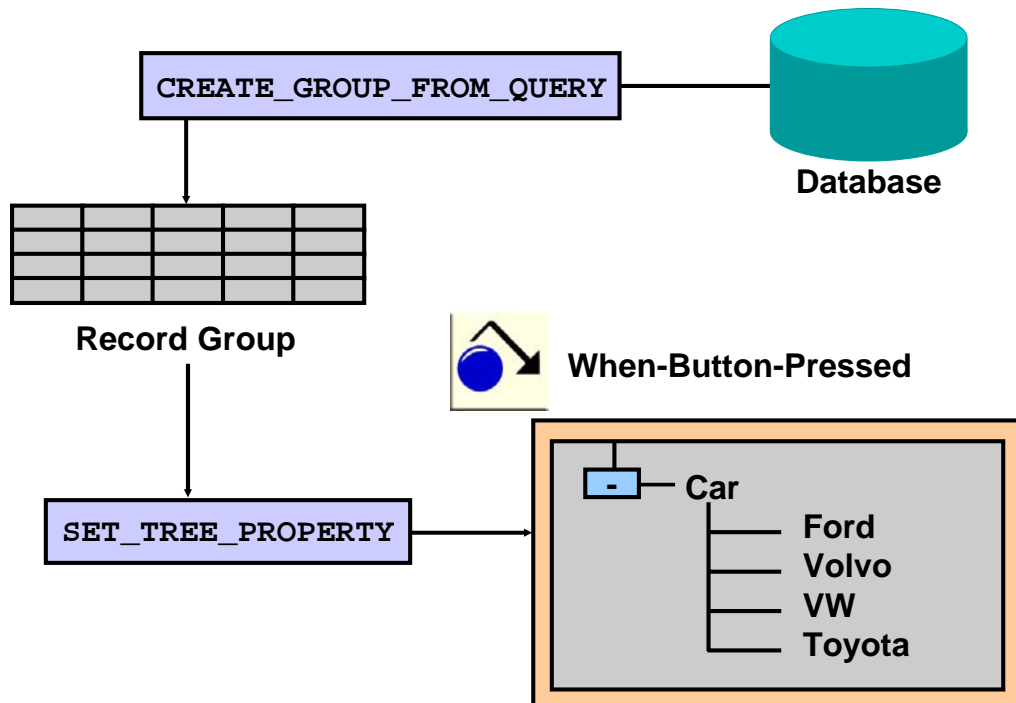 CREATE_GROUP_FROM_QUERY
Database
Record Group
When-Button-Pressed
SET_TREE_PROPERTY
-
Car
Ford
Volvo
VW
Toyota